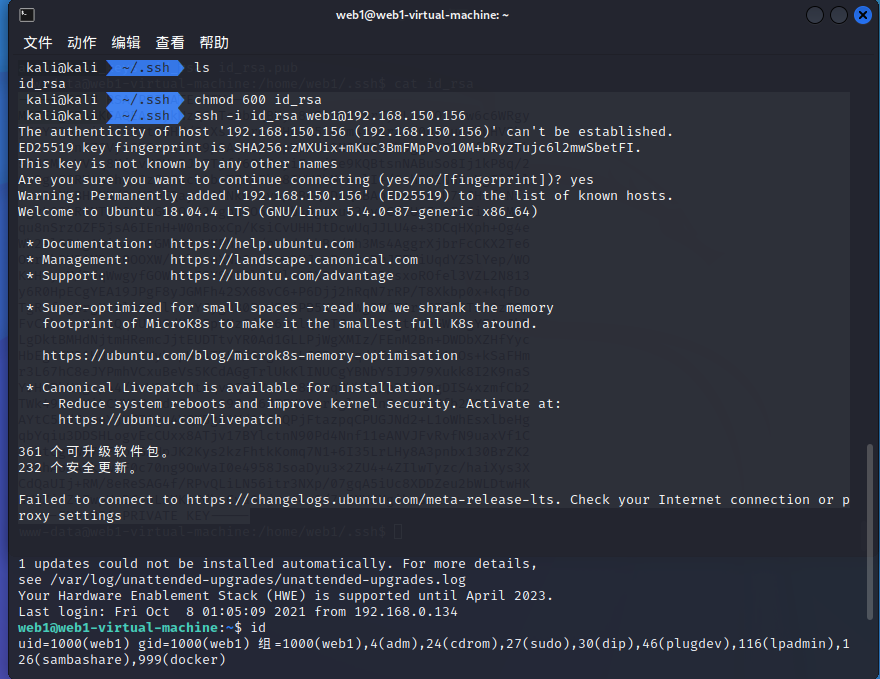 web1@web1-virtual-machine: ~
文件 动作 编辑 查看 帮助
kali@kali ~/.ssh ls
id_rsa
kali@kali ~/.ssh chmod 600 id_rsa
kali@kali ~/.ssh ssh -i id_rsa web1@192.168.150.156
The authenticity of host '192.168.150.156 (192.168.150.156)' can't be established.
ED25519 key fingerprint is SHA256:zMXUix+mKuc3BmFMpPvo10M+bRyzTujc6l2mwSbetFI.
This key is not known by any other names
Are you sure you want to continue connecting (yes/no/[fingerprint])? yes
Warning: Permanently added '192.168.150.156' (ED25519) to the list of known hosts.
Welcome to Ubuntu 18.04.4 LTS (GNU/Linux 5.4.0-87-generic x86_64)
* Documentation:  https://help.ubuntu.com
* Management:     https://landscape.canonical.com
* Support:        https://ubuntu.com/advantage
* Super-optimized for small spaces - read how we shrank the memory
footprint of MicroK8s to make it the smallest full K8s around.
https://ubuntu.com/blog/microk8s-memory-optimisation
* Canonical Livepatch is available for installation.
- Reduce system reboots and improve kernel security. Activate at:
https://ubuntu.com/livepatch
361 个可升级软件包。
232 个安全更新。
Failed to connect to https://changelogs.ubuntu.com/meta-release-lts. Check your Internet connection or p
roxy settings
1 updates could not be installed automatically. For more details,
see /var/log/unattended-upgrades/unattended-upgrades.log
Your Hardware Enablement Stack (HWE) is supported until April 2023.
Last login: Fri Oct  8 01:05:09 2021 from 192.168.0.134
web1@web1-virtual-machine:~$ id
uid=1000(web1) gid=1000(web1) 组=1000(web1),4(adm),24(cdrom),27(sudo),30(dip),46(plugdev),116(lpadmin),1
26(sambashare),999(docker)